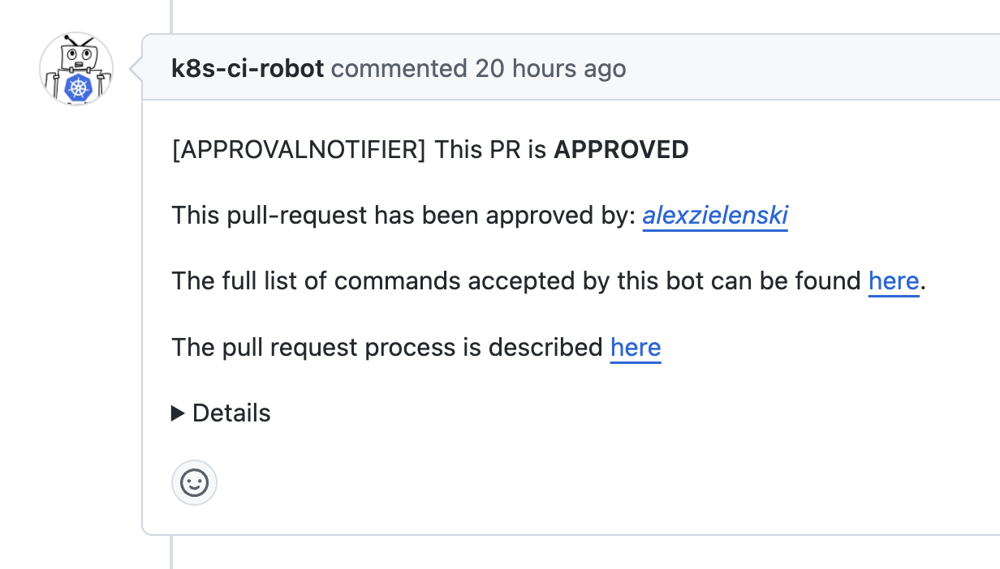 k8s-ci-robot commented 20 hours ago
[APPROVALNOTIFIER] This PR is APPROVED
This pull-request has been approved by: alexzielenski
The full list of commands accepted by this bot can be found here.
The pull request process is described here
Details